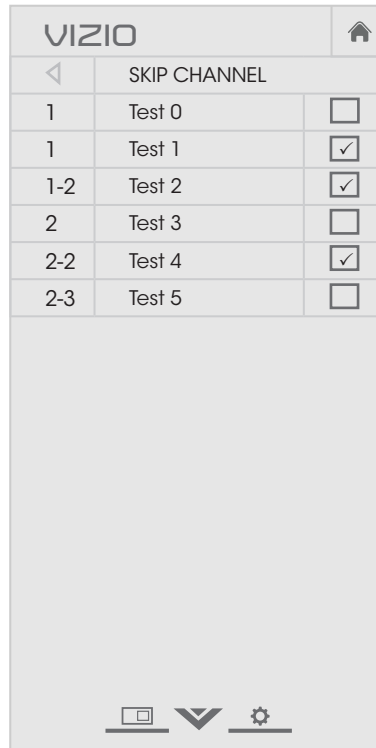 VIZIO
SKIP CHANNEL
1 Test 0
1 Test 1
1-2 Test 2
2 Test 3
2-2 Test 4
2-3 Test 5